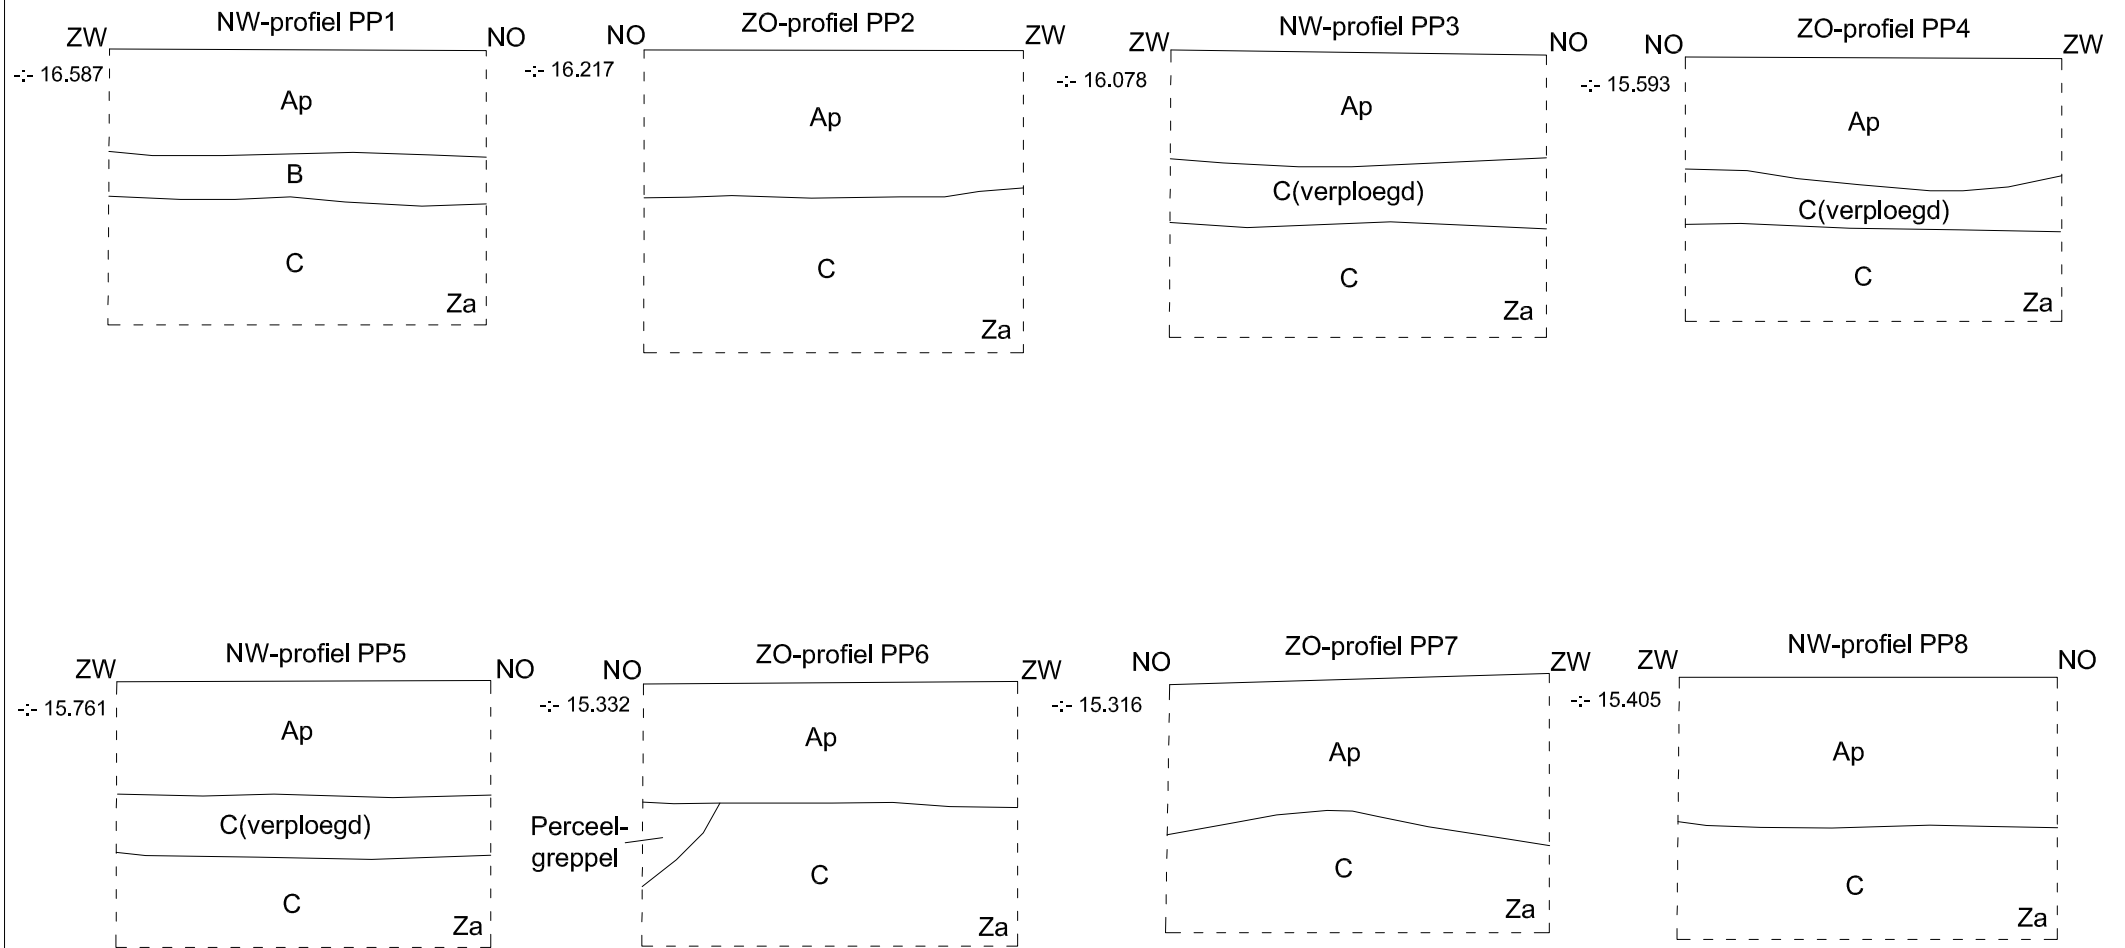 NW-profiel PP1
ZW
NO
-:- 16.587
Ap
B
C
Za
ZO-profiel PP2
NO
ZW
-:- 16.217
Ap
C
Za
NW-profiel PP3
ZW
NO
-:- 16.078
Ap
C(verploegd)
C
Za
ZO-profiel PP4
NO
ZW
-:- 15.593
Ap
C(verploegd)
C
Za
NW-profiel PP5
ZW
NO
-:- 15.761
Ap
C(verploegd)
C
Za
ZO-profiel PP6
NO
ZW
-:- 15.332
Ap
Perceel-
greppel
C
Za
ZO-profiel PP7
NO
ZW
-:- 15.316
Ap
C
Za
NW-profiel PP8
ZW
NO
-:- 15.405
Ap
C
Za